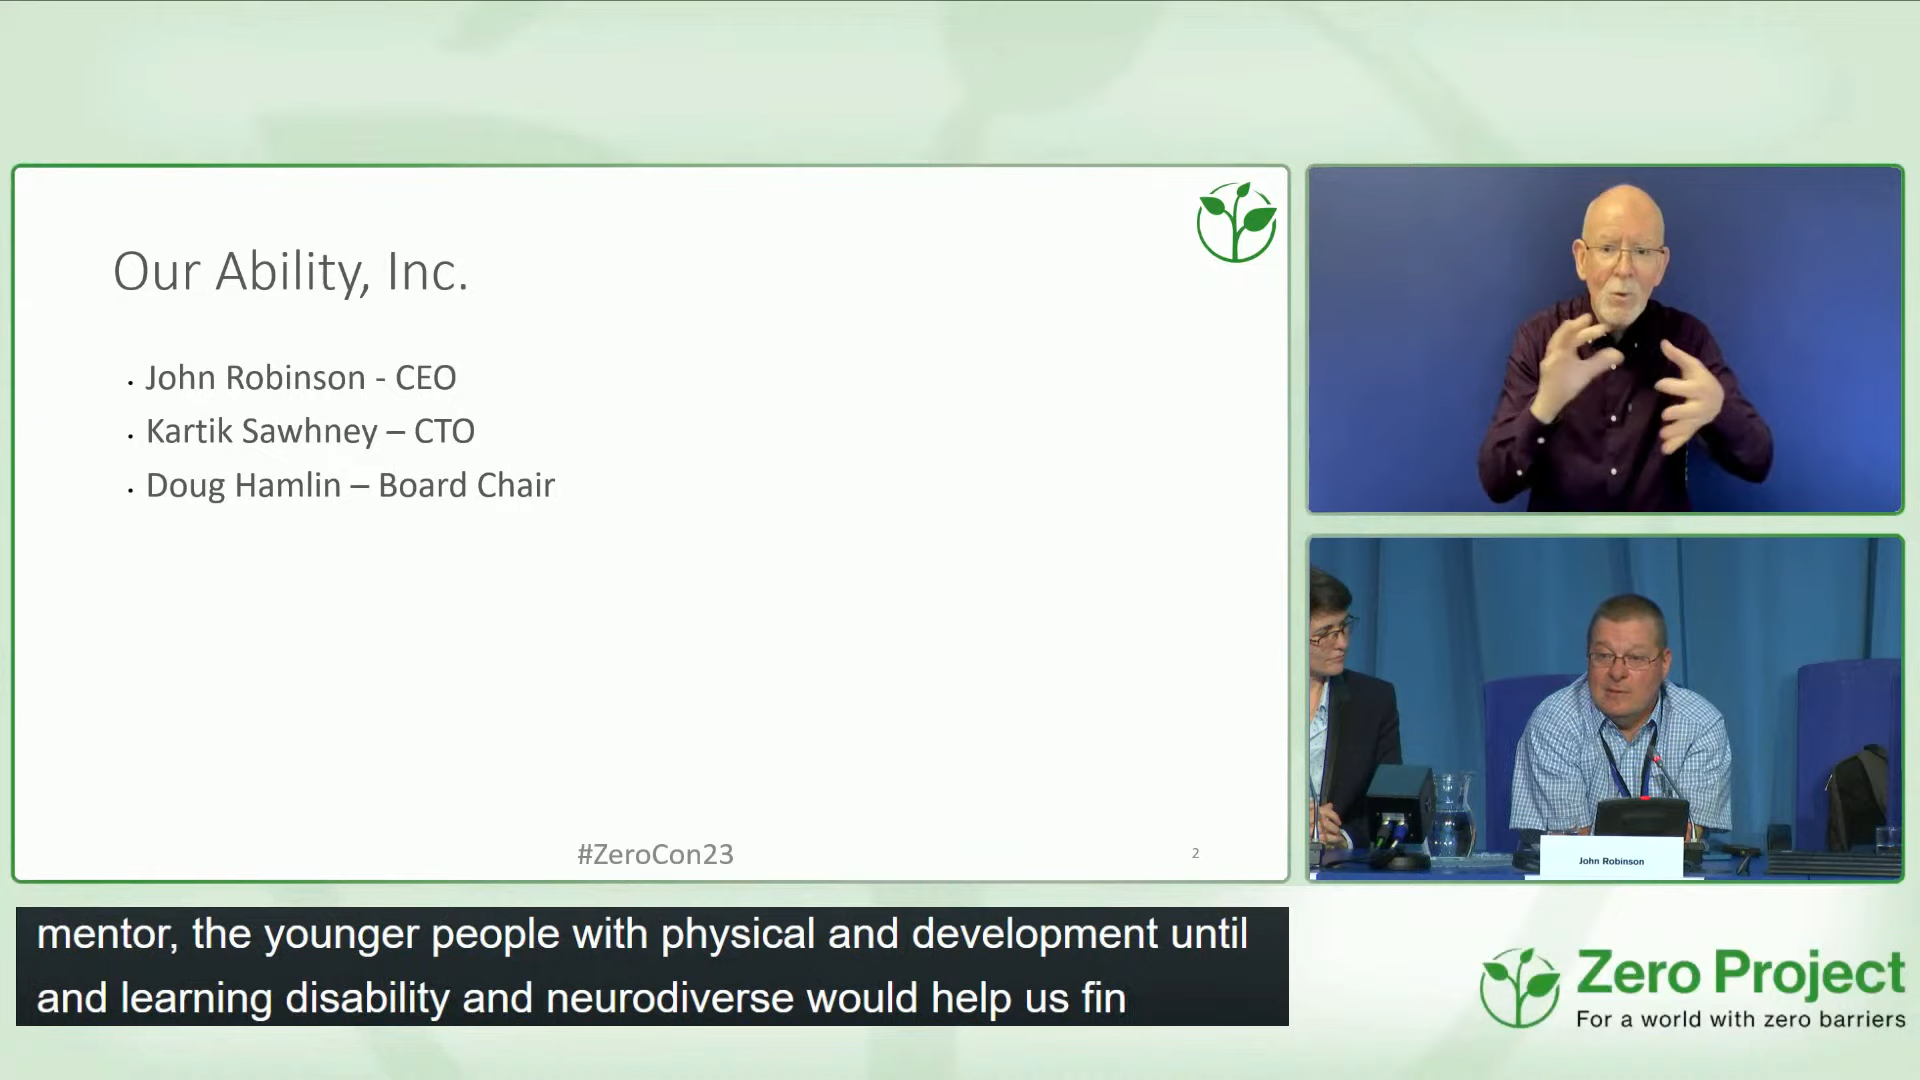 Our Ability, Inc.
• John Robinson - CEO
• Kartik Sawhney – CTO
• Doug Hamlin – Board Chair
#ZeroCon23
2
John Robinson
mentor, the younger people with physical and development until
and learning disability and neurodiverse would help us fin
Zero Project
For a world with zero barriers